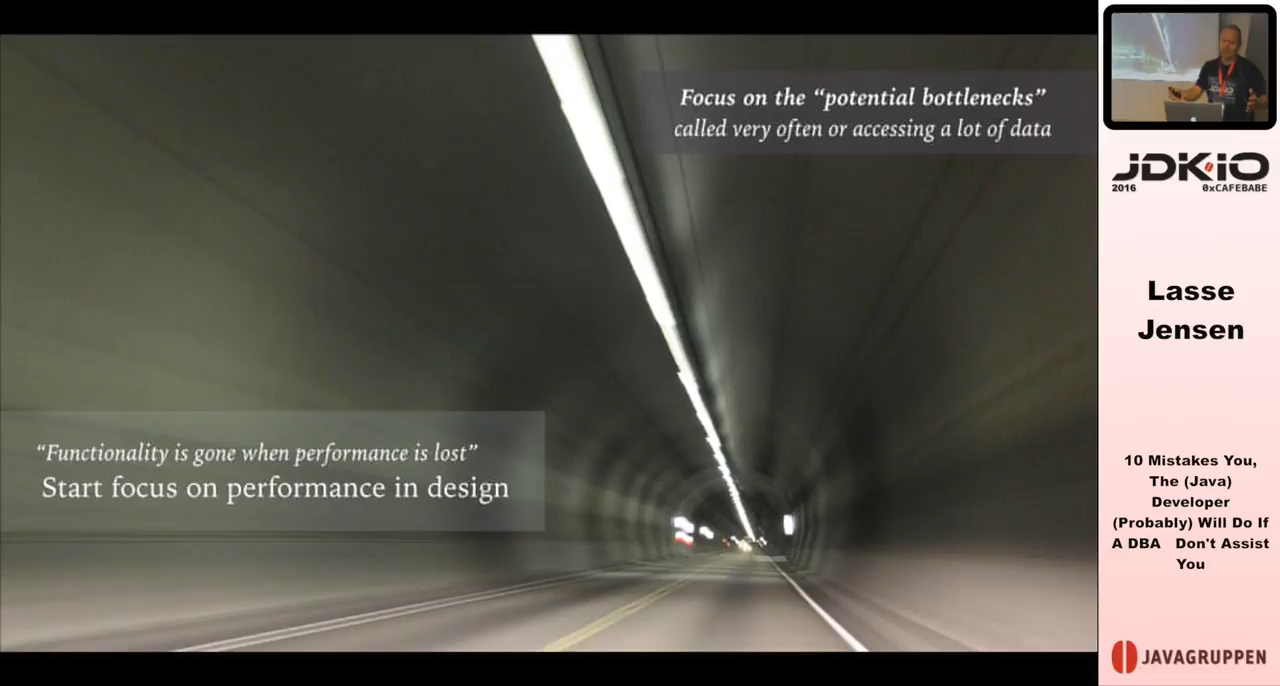 Focus on the “potential bottlenecks”
called very often or accessing a lot of data
“Functionality is gone when performance is lost”
Start focus on performance in design
JDK.iO
2016 0xCAFEBABE
Lasse
Jensen
10 Mistakes You,
The (Java)
Developer
(Probably) Will Do If
A DBA Don't Assist
You
JAVAGRUPPEN